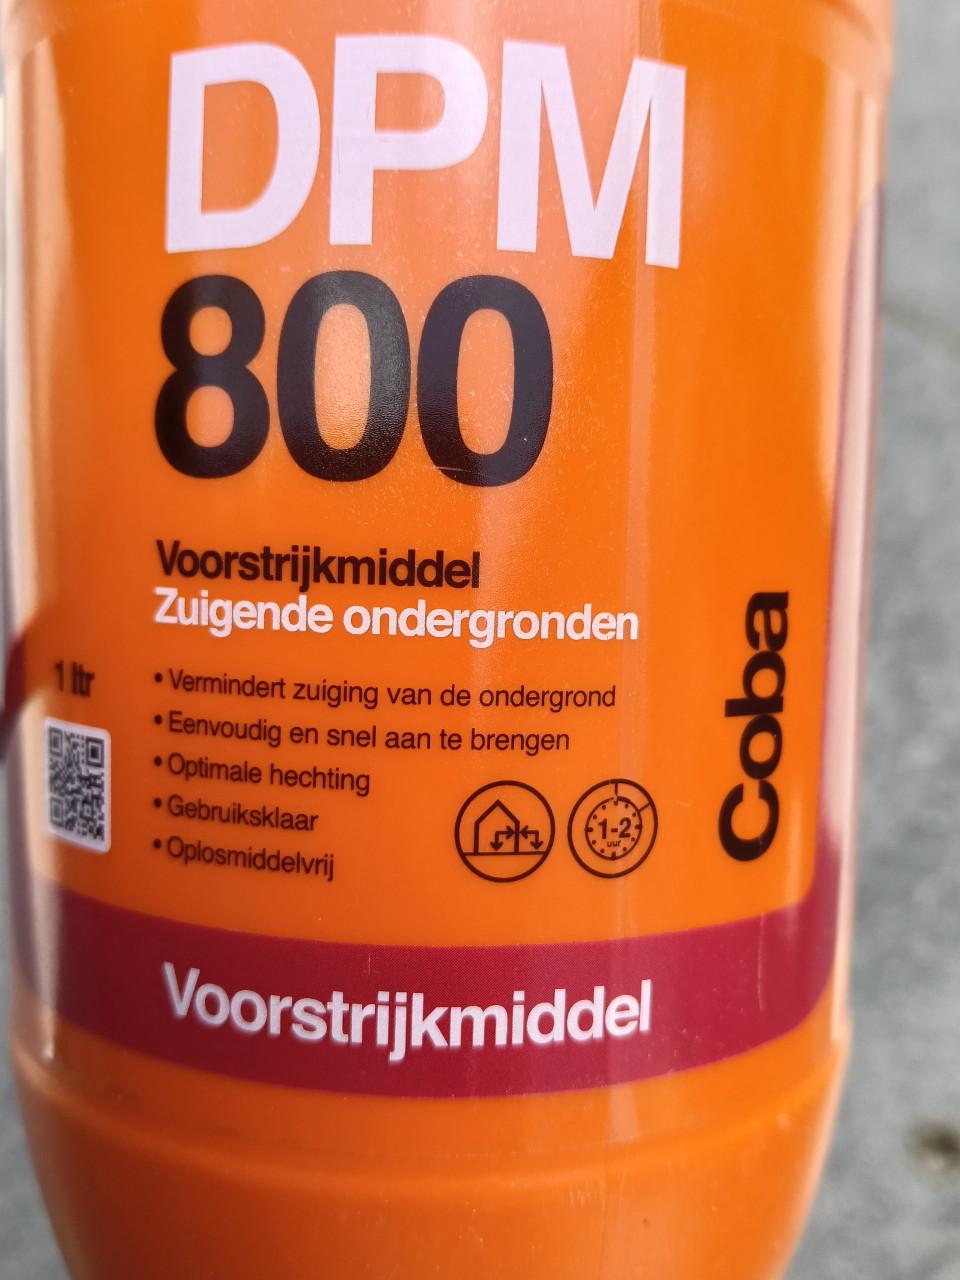 DPM
800
Voorstrijkmiddel
Zuigende ondergronden
1 ltr
• Vermindert zuiging van de ondergrond
• Eenvoudig en snel aan te brengen
• Optimale hechting
• Gebruiksklaar
• Oplosmiddelvrij
1-2
uur
Coba
Voorstrijkmiddel